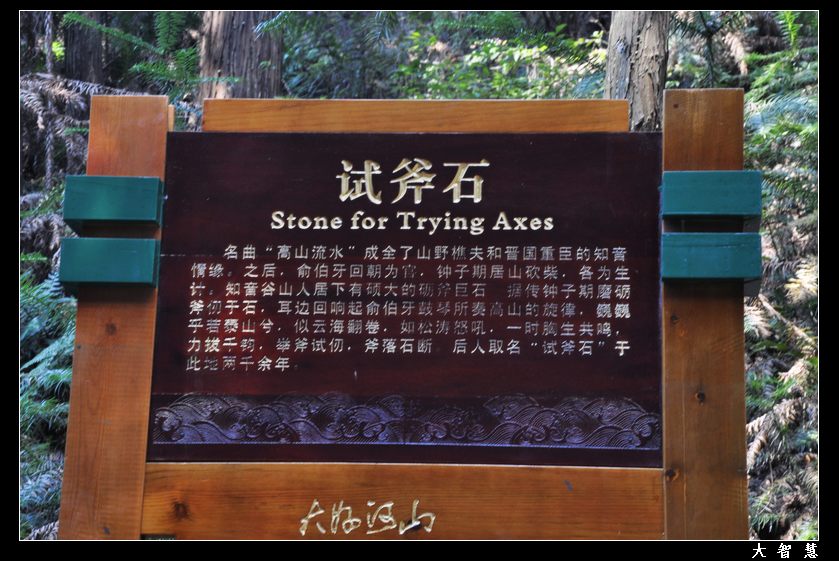 试斧石
Stone for Trying Axes
名曲“高山流水”成全了山野樵夫和晋国重臣的知音
情缘。之后，俞伯牙回朝为官，钟子期居山砍柴，各为生
计。知音谷山人居下有硕大的砺斧巨石 据传钟子期磨砺
斧仞于石，耳边回响起俞伯牙鼓琴所奏高山的旋律，巍巍
乎若泰山兮，似云海翻卷，如松涛怒吼，一时胸生共鸣，
力拔千钧，举斧试仞，斧落石断。后人取名“试斧石”于
此地两千余年。
大好河山
大智慧